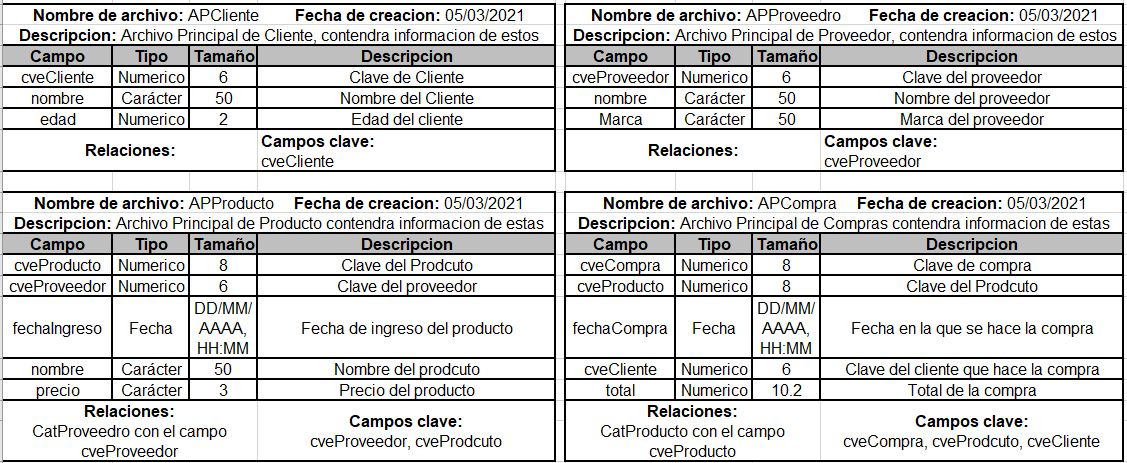 Nombre de archivo: APCliente Fecha de creacion: 05/03/2021
Descripcion: Archivo Principal de Cliente, contendra informacion de estos
Campo Tipo Tamaño Descripcion
cveCliente Numerico 6 Clave de Cliente
nombre Carácter 50 Nombre del Cliente
edad Numerico 2 Edad del cliente
Relaciones:
Campos clave:
cveCliente
Nombre de archivo: APProveedro Fecha de creacion: 05/03/2021
Descripcion: Archivo Principal de Proveedor, contendra informacion de estos
Campo Tipo Tamaño Descripcion
cveProveedor Numerico 6 Clave del proveedor
nombre Carácter 50 Nombre del proveedor
Marca Carácter 50 Marca del proveedor
Relaciones:
Campos clave:
cveProveedor
Nombre de archivo: APProducto Fecha de creacion: 05/03/2021
Descripcion: Archivo Principal de Producto contendra informacion de estas
Campo Tipo Tamaño Descripcion
cveProducto Numerico 8 Clave del Prodcuto
cveProveedor Numerico 6 Clave del proveedor
fechaIngreso Fecha DD/MM/
AAAA,
HH:MM
Fecha de ingreso del producto
nombre Carácter 50 Nombre del prodcuto
precio Carácter 3 Precio del producto
Relaciones:
CatProveedro con el campo
cveProveedor
Campos clave:
cveProveedor, cveProdcuto
Nombre de archivo: APCompra Fecha de creacion: 05/03/2021
Descripcion: Archivo Principal de Compras contendra informacion de estas
Campo Tipo Tamaño Descripcion
cveCompra Numerico 8 Clave de compra
cveProducto Numerico 8 Clave del Prodcuto
fechaCompra Fecha DD/MM/
AAAA,
HH:MM
Fecha en la que se hace la compra
cveCliente Numerico 6 Clave del cliente que hace la compra
total Numerico 10.2 Total de la compra
Relaciones:
CatProducto con el campo
cveProducto
Campos clave:
cveCompra, cveProdcuto, cveCliente